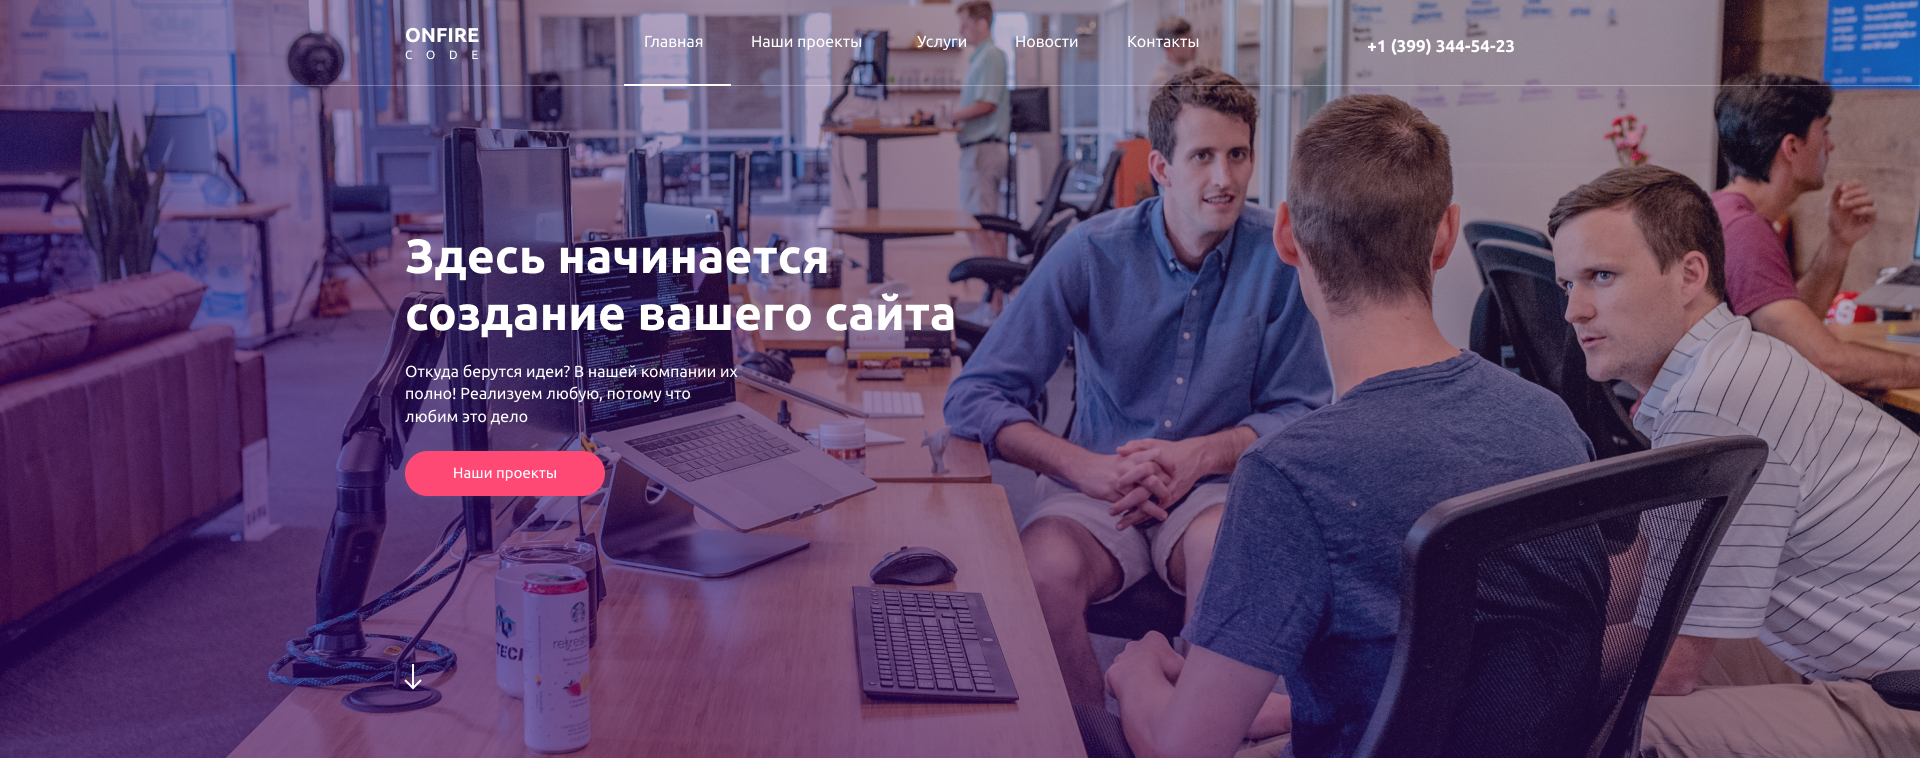 ONFIRE
CODE
Главная
Наши проекты
Услуги
Новости
Контакты
+1 (399) 344-54-23
Здесь начинается
создание вашего сайта
Откуда берутся идеи? В нашей компании их
полно! Реализуем любую, потому что
любим это дело
Наши проекты